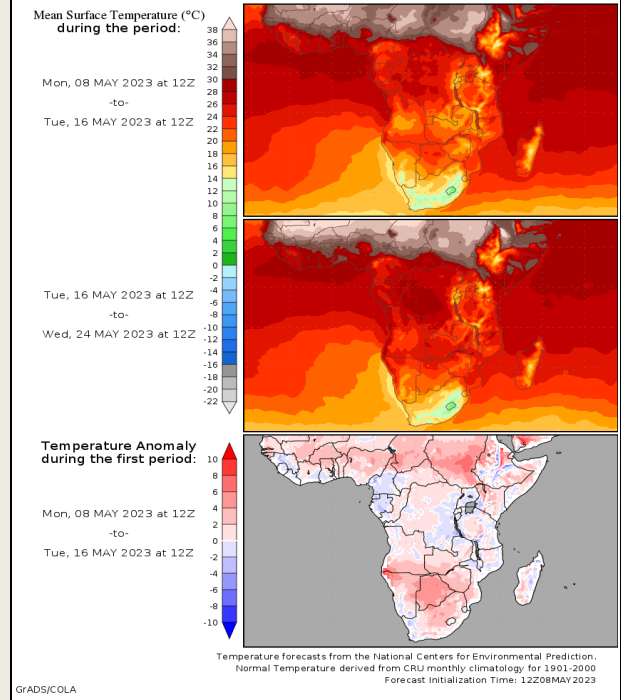 Mean Surface Temperature (°C)
during the period:
Mon, 08 MAY 2023 at 12Z
-to-
Tue, 16 MAY 2023 at 12Z
38
36
34
32
30
28
26
24
22
20
18
16
14
12
10
8
6
4
2
0
-2
-4
-6
-8
-10
-12
-14
-16
-18
-20
-22
Tue, 16 MAY 2023 at 12Z
-to-
Wed, 24 MAY 2023 at 12Z
Temperature Anomaly
during the first period:
Mon, 08 MAY 2023 at 12Z
-to-
Tue, 16 MAY 2023 at 12Z
10
8
6
4
2
0
-2
-4
-6
-8
-10
Temperature forecasts from the National Centers for Environmental Prediction.
Normal Temperature derived from CRU monthly climatology for 1901-2000
Forecast Initialization Time: 12Z08MAY2023
GrADS/COLA